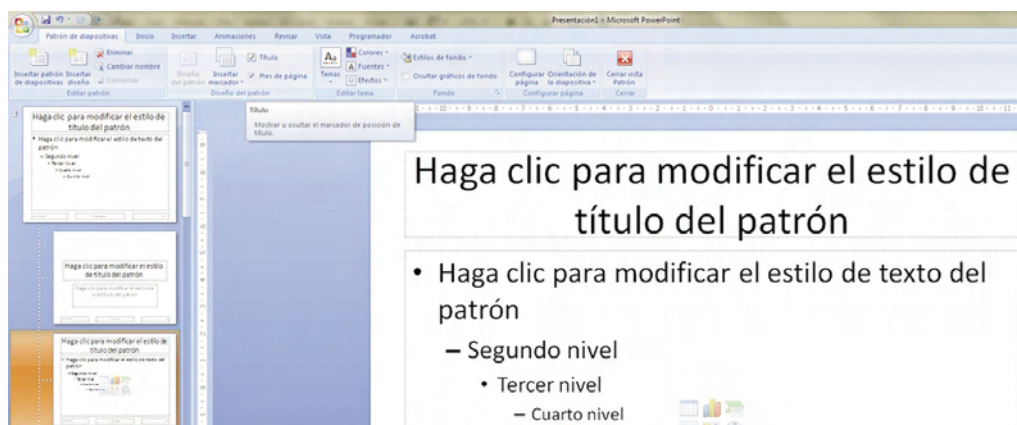 Presentación1 - Microsoft PowerPoint
Patrón de diapositivas Inicio Insertar Animaciones Revisar Vista Programador Acrobat
Insertar patrón de diapositivas
Insertar diseño
Eliminar
Cambiar nombre
Conservar
Editar patrón
Diseño del patrón
Insertar marcador
Título
Pies de página
Diseño del patrón
Temas
Colores
Fuentes
Efectos
Editar tema
Estilos de fondo
Ocultar gráficos de fondo
Fondo
Configurar página
Orientación de la diapositiva
Configurar página
Cerrar vista Patrón
Cerrar
Título
Mostrar u ocultar el marcador de posición de
título.
Haga clic para modificar el estilo de
título del patrón
• Haga clic para modificar el estilo de texto del
patrón
– Segundo nivel
• Tercer nivel
– Cuarto nivel
Haga clic para modificar el estilo
de título del patrón
Haga clic para modificar el estilo de
título del patrón
• Haga clic para modificar el estilo de texto del
patrón
Haga clic para modificar el estilo de
título del patrón
• Haga clic para modificar el estilo de texto del
patrón
– Segundo nivel
• Tercer nivel
– Cuarto nivel